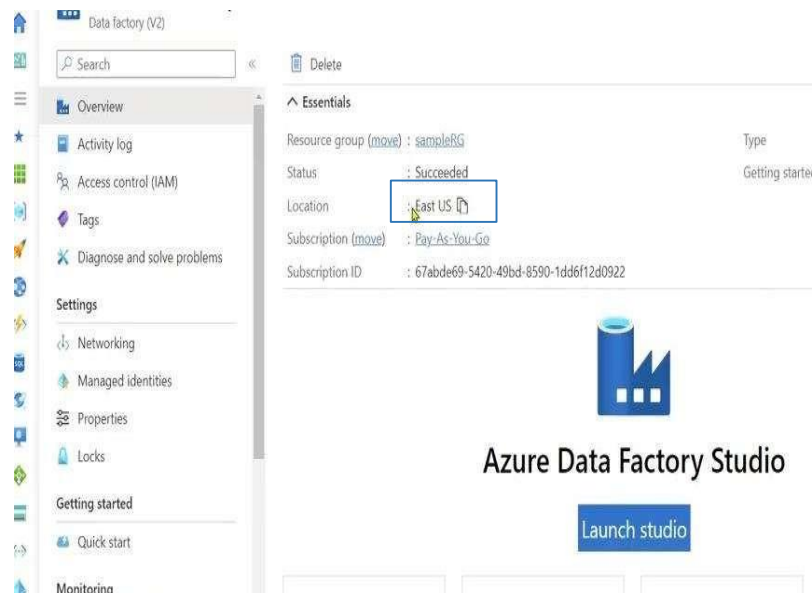 Data factory (V2)
Search
«
Overview
Activity log
Access control (IAM)
Tags
Diagnose and solve problems
Settings
Networking
Managed identities
Properties
Locks
Getting started
Quick start
Monitoring
Delete
Essentials
Resource group (move) : sampleRG
Status : Succeeded
Location : East US
Subscription (move) : Pay-As-You-Go
Subscription ID : 67abde69-5420-49bd-8590-1dd6f12d0922
Type
Getting started
Azure Data Factory Studio
Launch studio